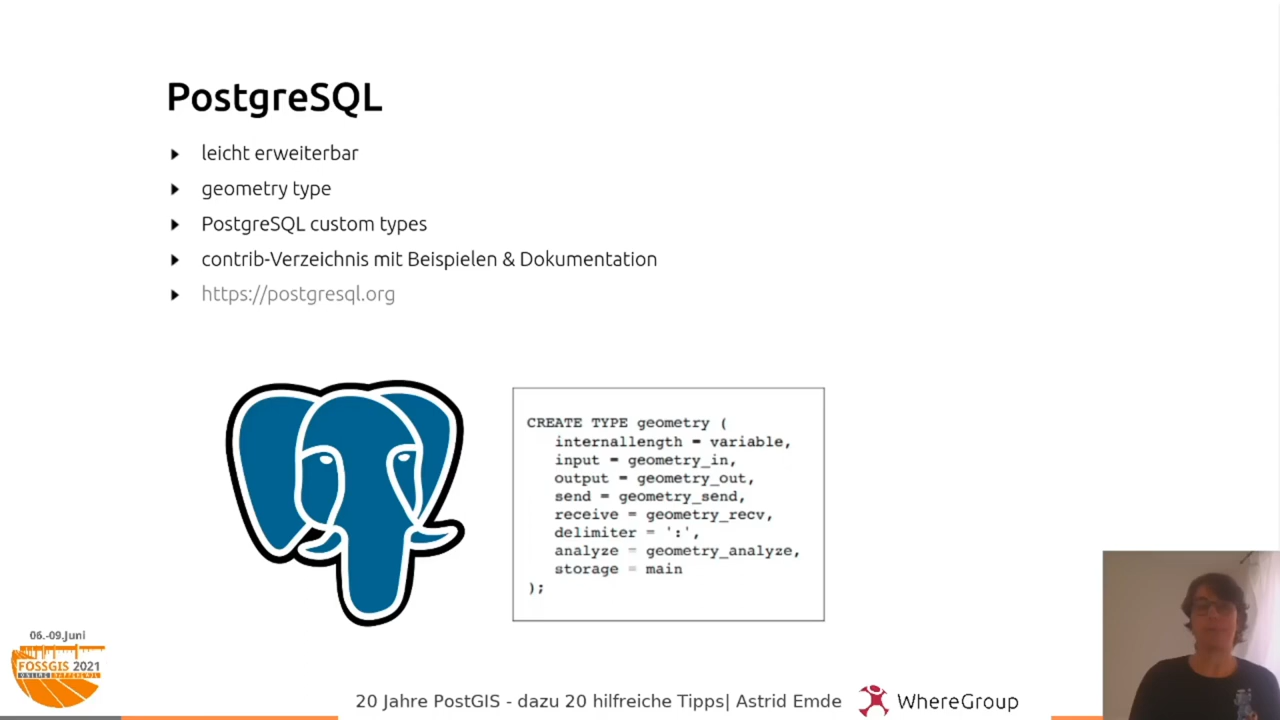 PostgreSQL
leicht erweiterbar
geometry type
PostgreSQL custom types
contrib-Verzeichnis mit Beispielen & Dokumentation
https://postgresql.org
CREATE TYPE geometry (
internallength = variable,
input = geometry_in,
output = geometry_out,
send = geometry_send,
receive = geometry_recv,
delimiter = ':',
analyze = geometry_analyze,
storage = main
);
06.-09.Juni
FOSSGIS 2021
20 Jahre PostGIS - dazu 20 hilfreiche Tipps| Astrid Emde
WhereGroup